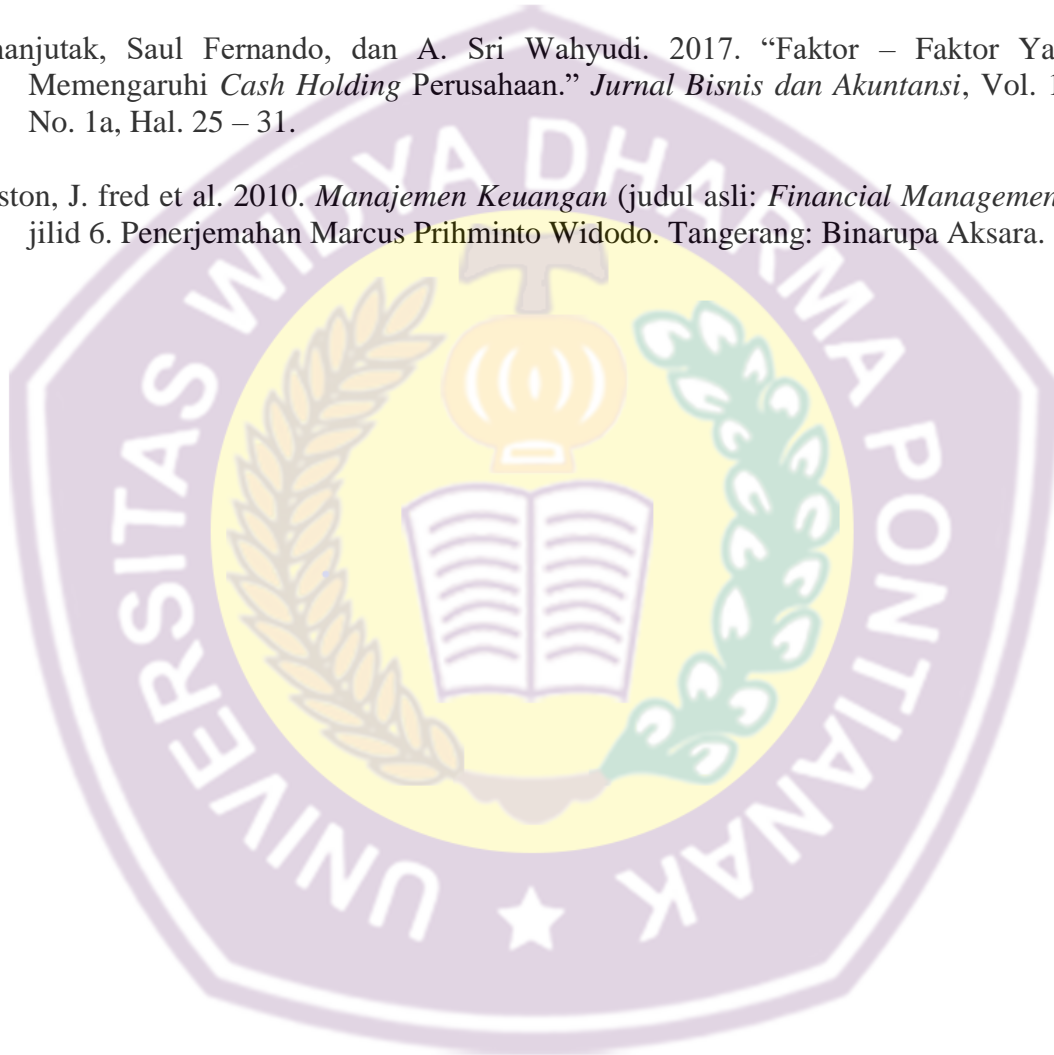 anjutak, Saul Fernando, dan A. Sri Wahyudi. 2017. “Faktor – Faktor Ya
Memengaruhi Cash Holding Perusahaan.” Jurnal Bisnis dan Akuntansi, Vol. 1
No. 1a, Hal. 25 – 31.
ston, J. fred et al. 2010. Manajemen Keuangan (judul asli: Financial Managemen
jilid 6. Penerjemahan Marcus Prihminto Widodo. Tangerang: Binarupa Aksara.
UNIVERSITAS WIDYA DHARMA PONTIANAK